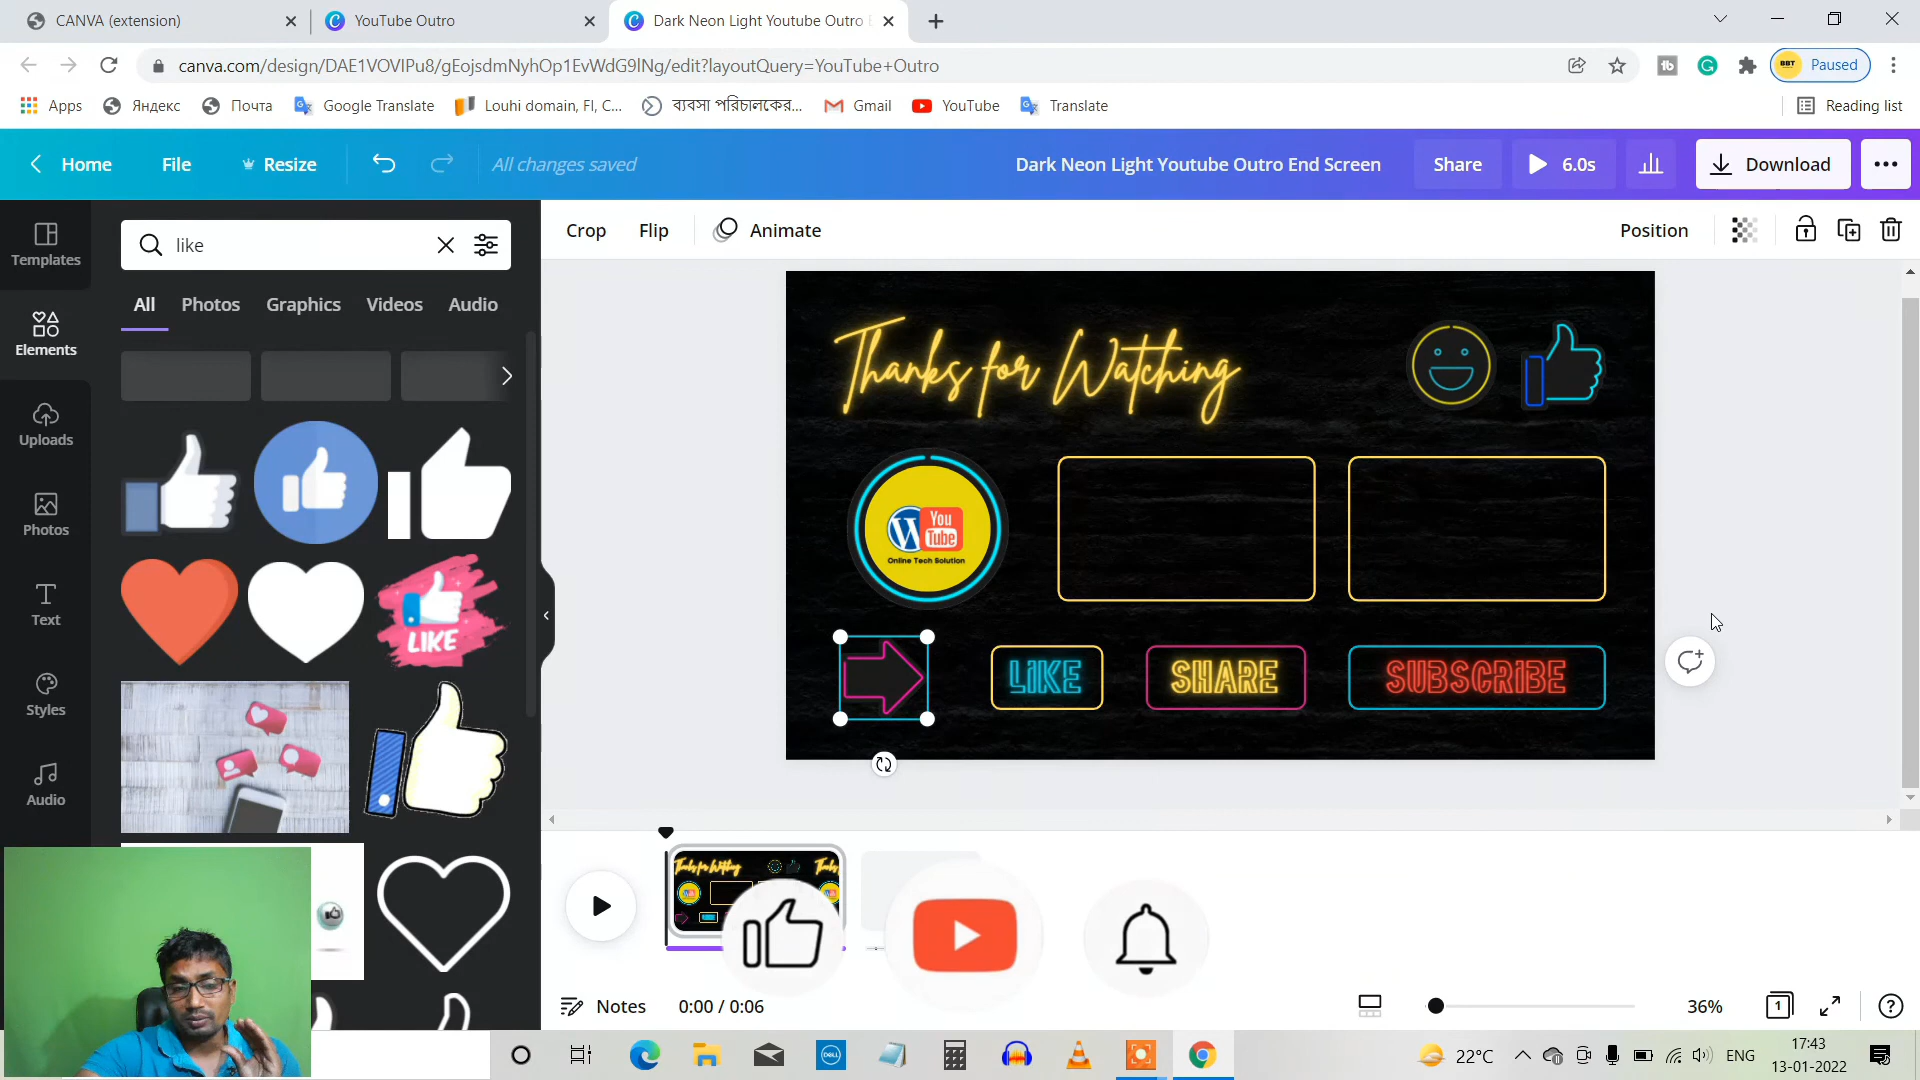 CANVA (extension)
YouTube Outro
Dark Neon Light Youtube Outro E
canva.com/design/DAE1VOVIPu8/gEojsdmNyhOp1EvWdG9lNg/edit?layoutQuery=YouTube+Outro
BBT
Paused
Apps
Яндекс
Почта
Google Translate
Louhi domain, FI, C...
ব্যবসা পরিচালকের...
Gmail
YouTube
Translate
Reading list
Home
File
Resize
All changes saved
Dark Neon Light Youtube Outro End Screen
Share
6.0s
Download
Templates
Elements
Uploads
Photos
Text
Styles
Audio
like
All
Photos
Graphics
Videos
Audio
LIKE
Crop
Flip
Animate
Position
Thanks for Watching
You
Tube
Online Tech Solution
LIKE
SHARE
SUBSCRIBE
Thanks for Watching
Notes
0:00 / 0:06
36%
1
DELL
22°C
ENG
17:43
13-01-2022